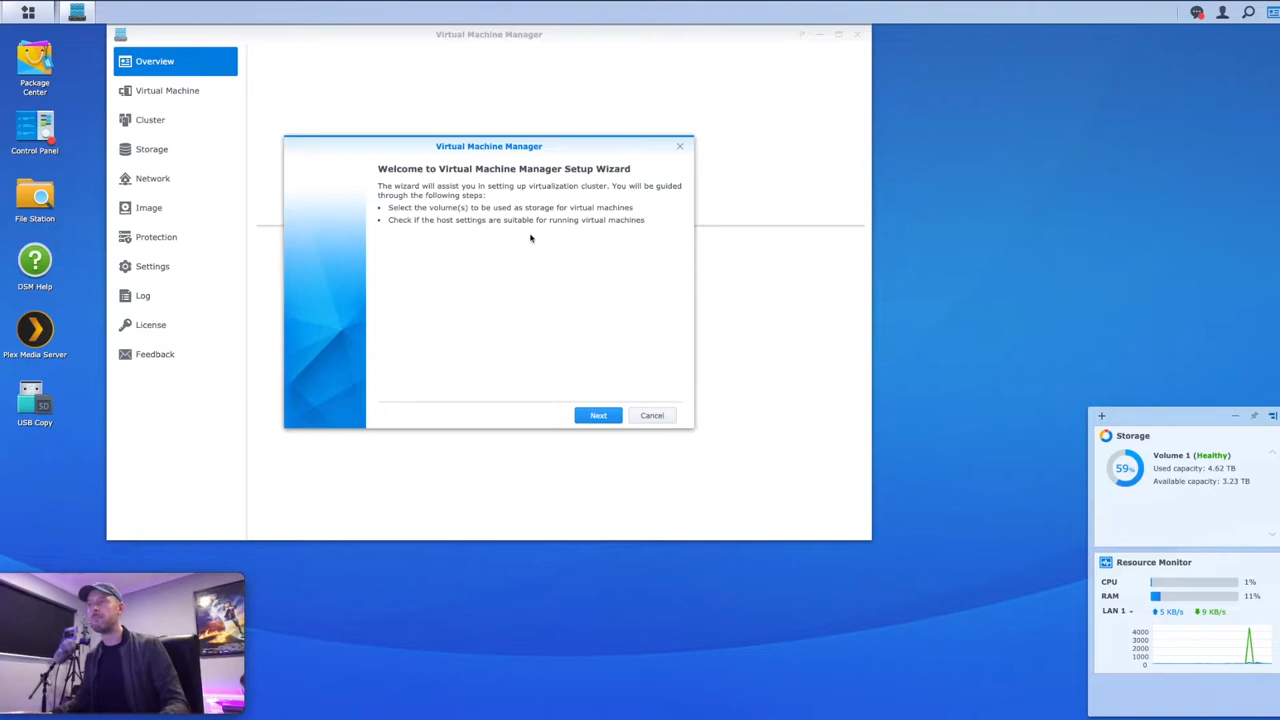 Virtual Machine Manager
Package
Center
Control Panel
File Station
DSM Help
Plex Media Server
SD
USB Copy
Overview
Virtual Machine
Cluster
Storage
Network
Image
Protection
Settings
Log
License
Feedback
Virtual Machine Manager
Welcome to Virtual Machine Manager Setup Wizard
The wizard will assist you in setting up virtualization cluster. You will be guided
through the following steps:
• Select the volume(s) to be used as storage for virtual machines
• Check if the host settings are suitable for running virtual machines
Next
Cancel
Storage
59%
Volume 1 (Healthy)
Used capacity: 4.62 TB
Available capacity: 3.23 TB
Resource Monitor
CPU 1%
RAM 11%
LAN 1 5 KB/s 9 KB/s
4000
3000
2000
1000
0